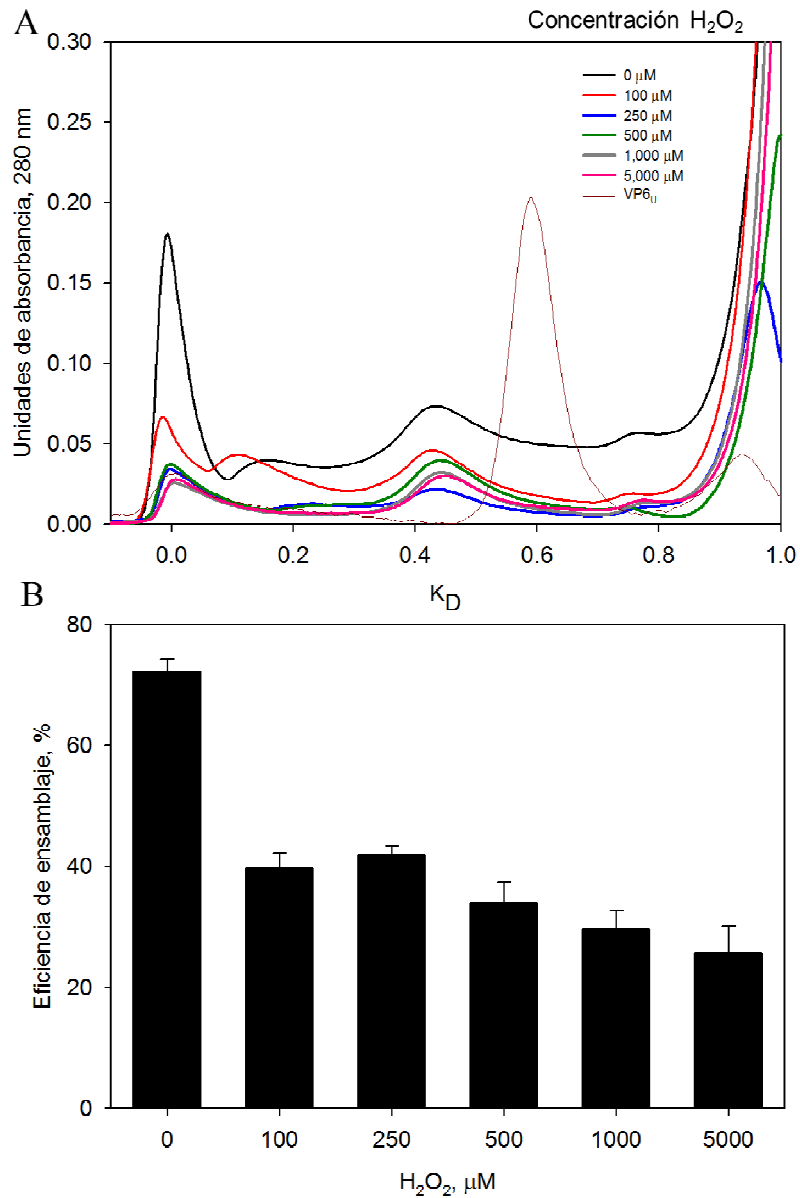 A
Concentración H₂O₂
0.30
0.25
0.20
0.15
0.10
0.05
0.00
Unidades de absorbancia, 280 nm
0 μM
100 μM
250 μM
500 μM
1,000 μM
5,000 μM
VP6U
0.0 0.2 0.4 0.6 0.8 1.0
KD
B
80
60
40
20
0
Eficiencia de ensamblaje, %
0 100 250 500 1000 5000
H₂O₂, μM